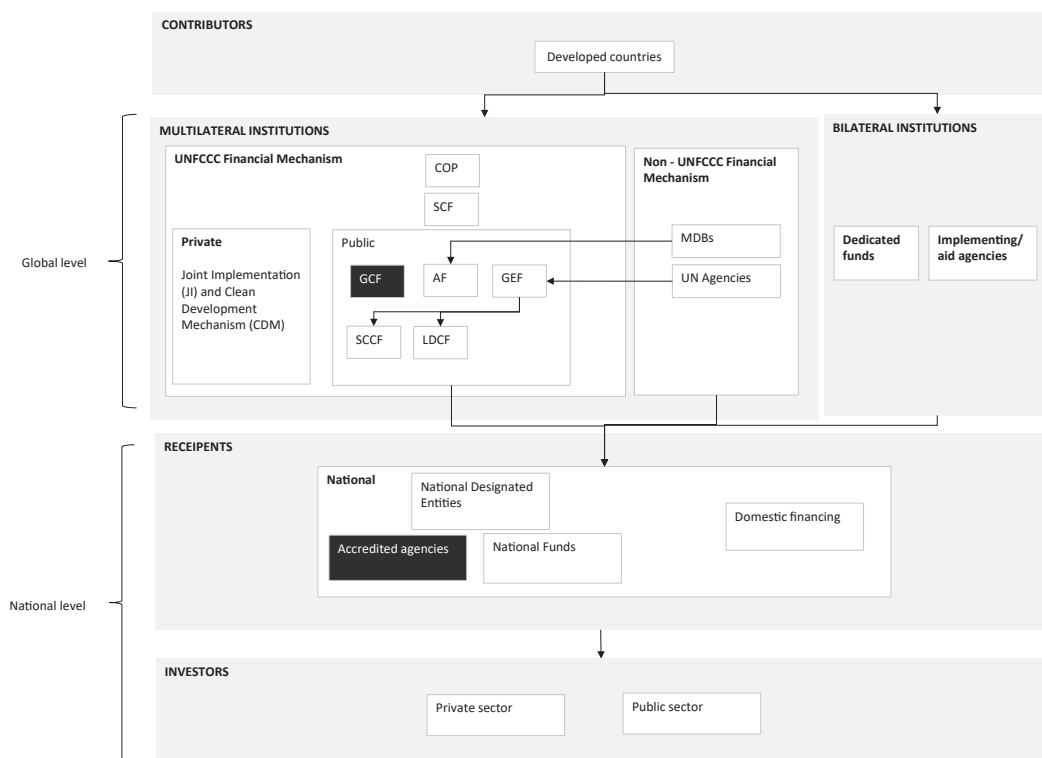 CONTRIBUTORS
Developed countries
Global level
MULTILATERAL INSTITUTIONS
UNFCCC Financial Mechanism
COP
SCF
Private
Joint Implementation
(JI) and Clean
Development
Mechanism (CDM)
Public
GCF
AF
GEF
SCCF
LDCF
Non - UNFCCC Financial
Mechanism
MDBs
UN Agencies
BILATERAL INSTITUTIONS
Dedicated
funds
Implementing/
aid agencies
National level
RECEIPENTS
National
National Designated
Entities
Accredited agencies
National Funds
Domestic financing
INVESTORS
Private sector
Public sector